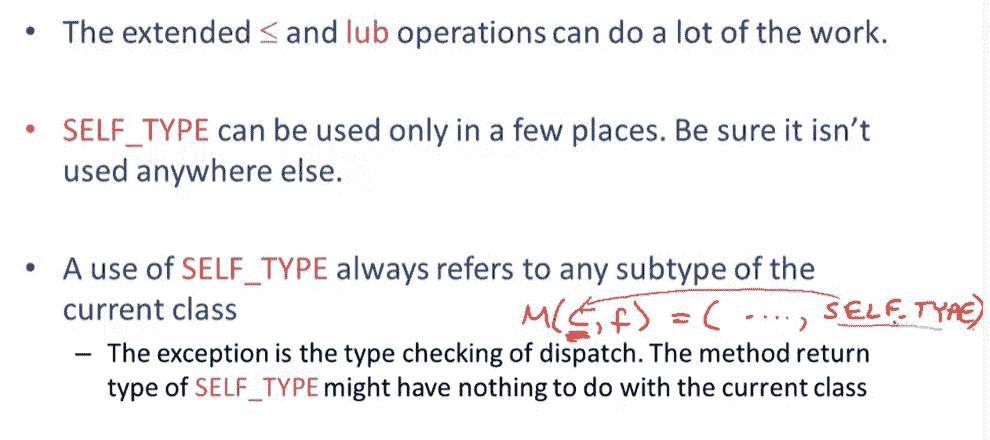 • The extended ≤ and lub operations can do a lot of the work.
• SELF_TYPE can be used only in a few places. Be sure it isn't
used anywhere else.
• A use of SELF_TYPE always refers to any subtype of the
current class
M(C, f) = ( ...., SELF_TYPE)
– The exception is the type checking of dispatch. The method return
type of SELF_TYPE might have nothing to do with the current class